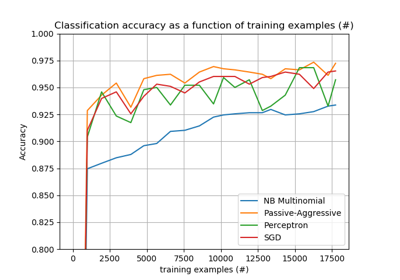 Classification accuracy as a function of training examples (#)
1.000
0.975
0.950
0.925
0.900
0.875
0.850
0.825
0.800
Accuracy
NB Multinomial
Passive-Aggressive
Perceptron
SGD
0 2500 5000 7500 10000 12500 15000 17500
training examples (#)